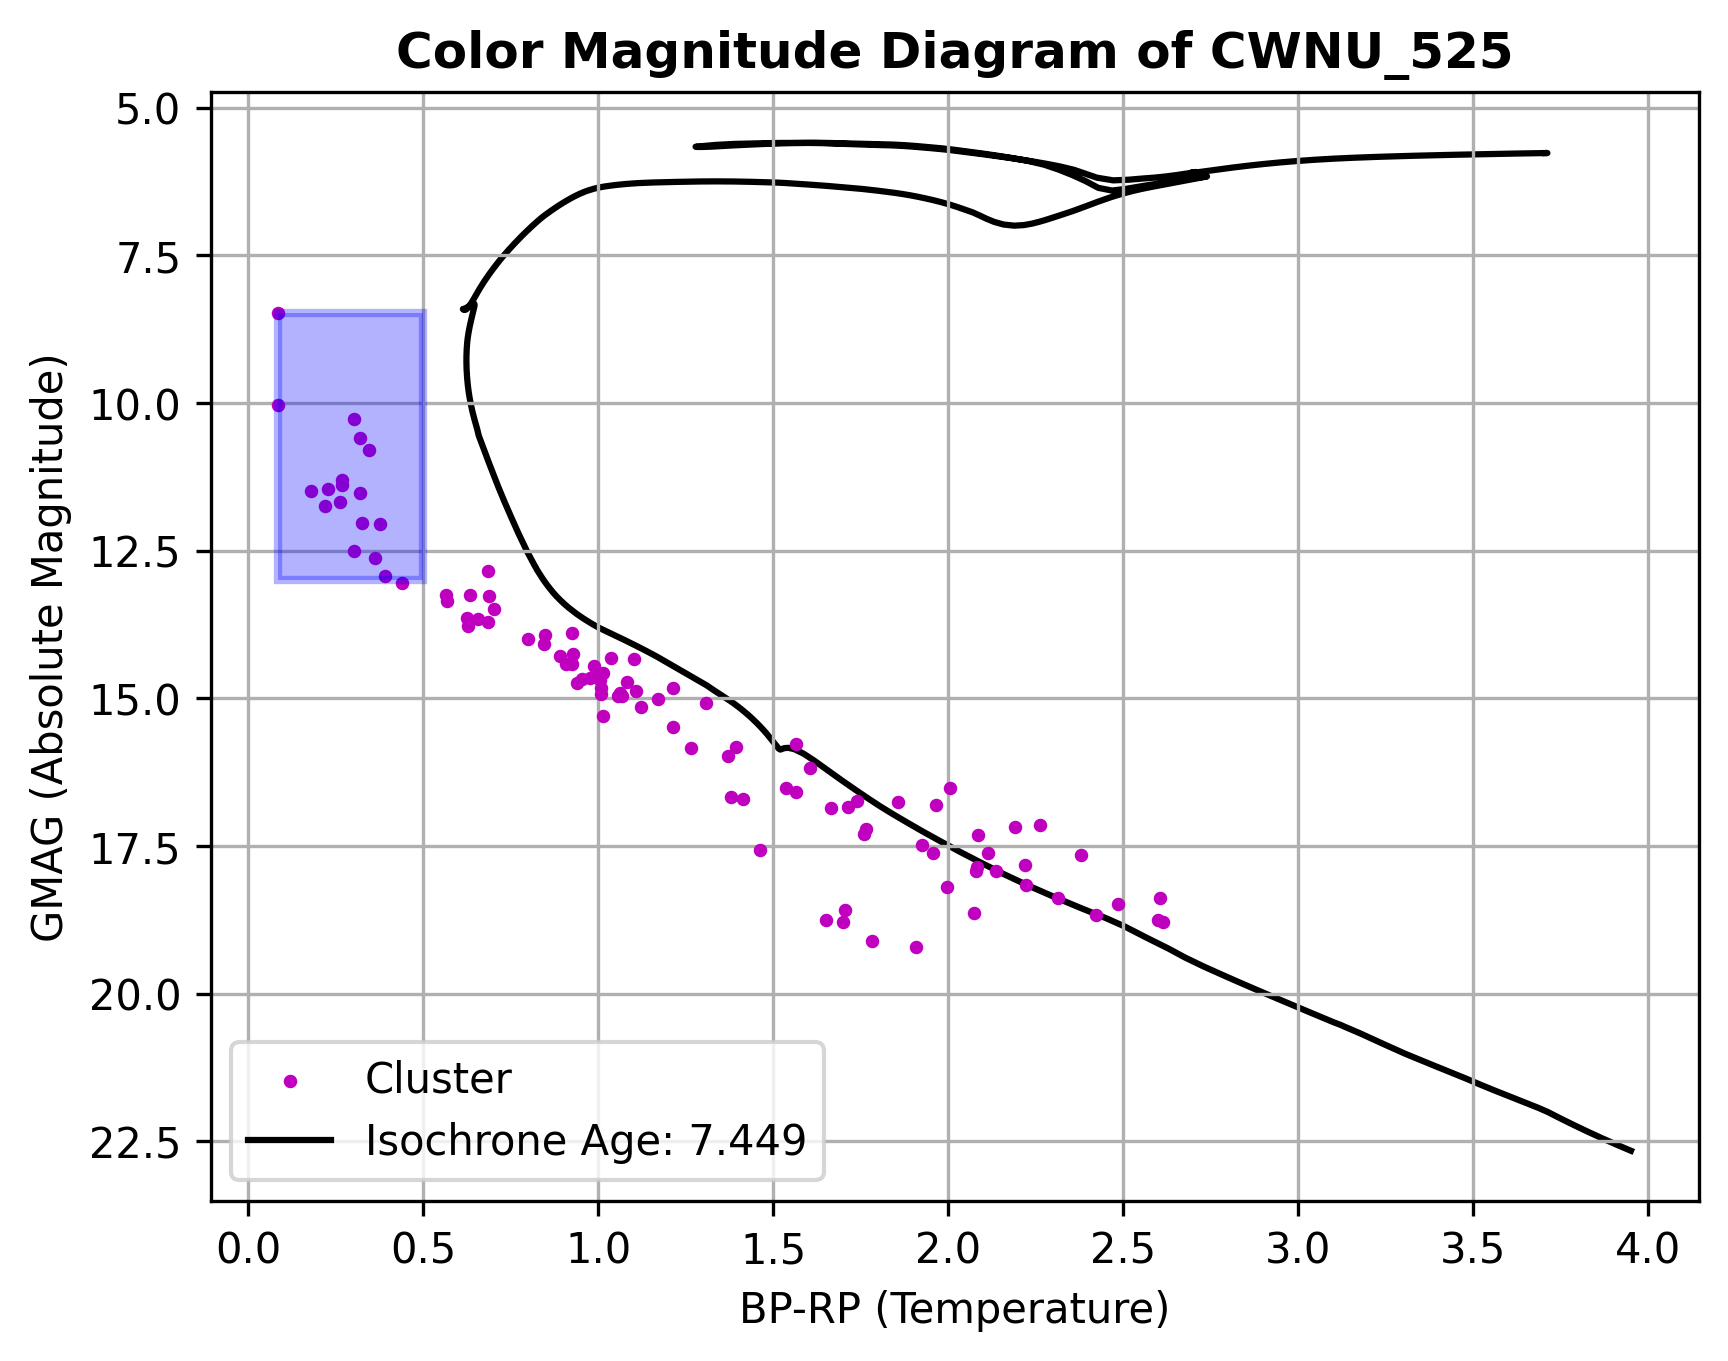 Color Magnitude Diagram of CWNU_525
GMAG (Absolute Magnitude)
5.0
7.5
10.0
12.5
15.0
17.5
20.0
22.5
Cluster
Isochrone Age: 7.449
0.0 0.5 1.0 1.5 2.0 2.5 3.0 3.5 4.0
BP-RP (Temperature)